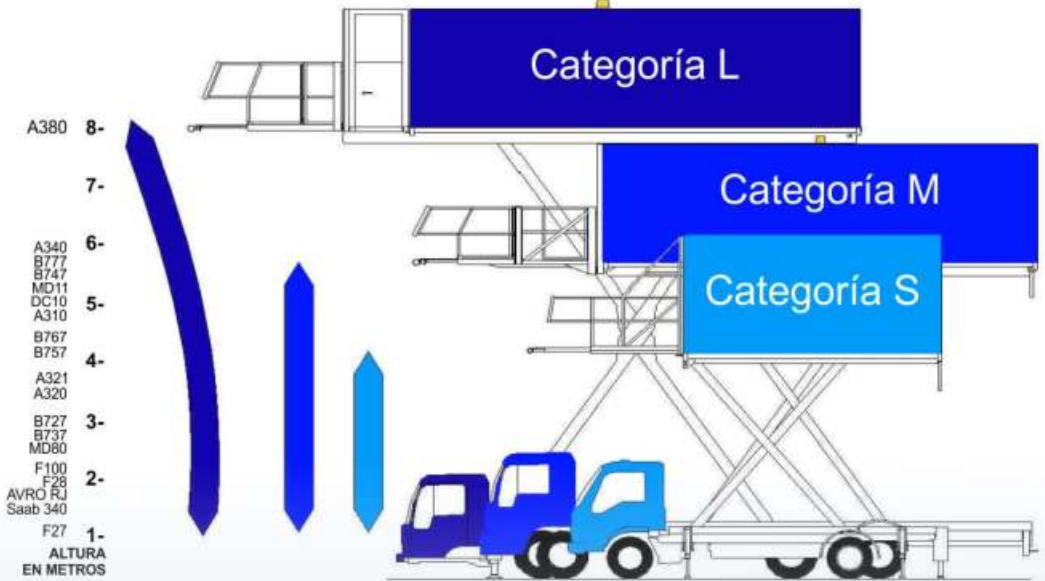 Categoría L
A380 8-
7-
Categoría M
6-
A340
B777
B747
MD11
DC10
5-
A310
Categoría S
B767
B757
4-
A321
A320
3-
B727
B737
MD80
F100
2-
F28
AVRO RJ
Saab 340
F27 1-
ALTURA
EN METROS